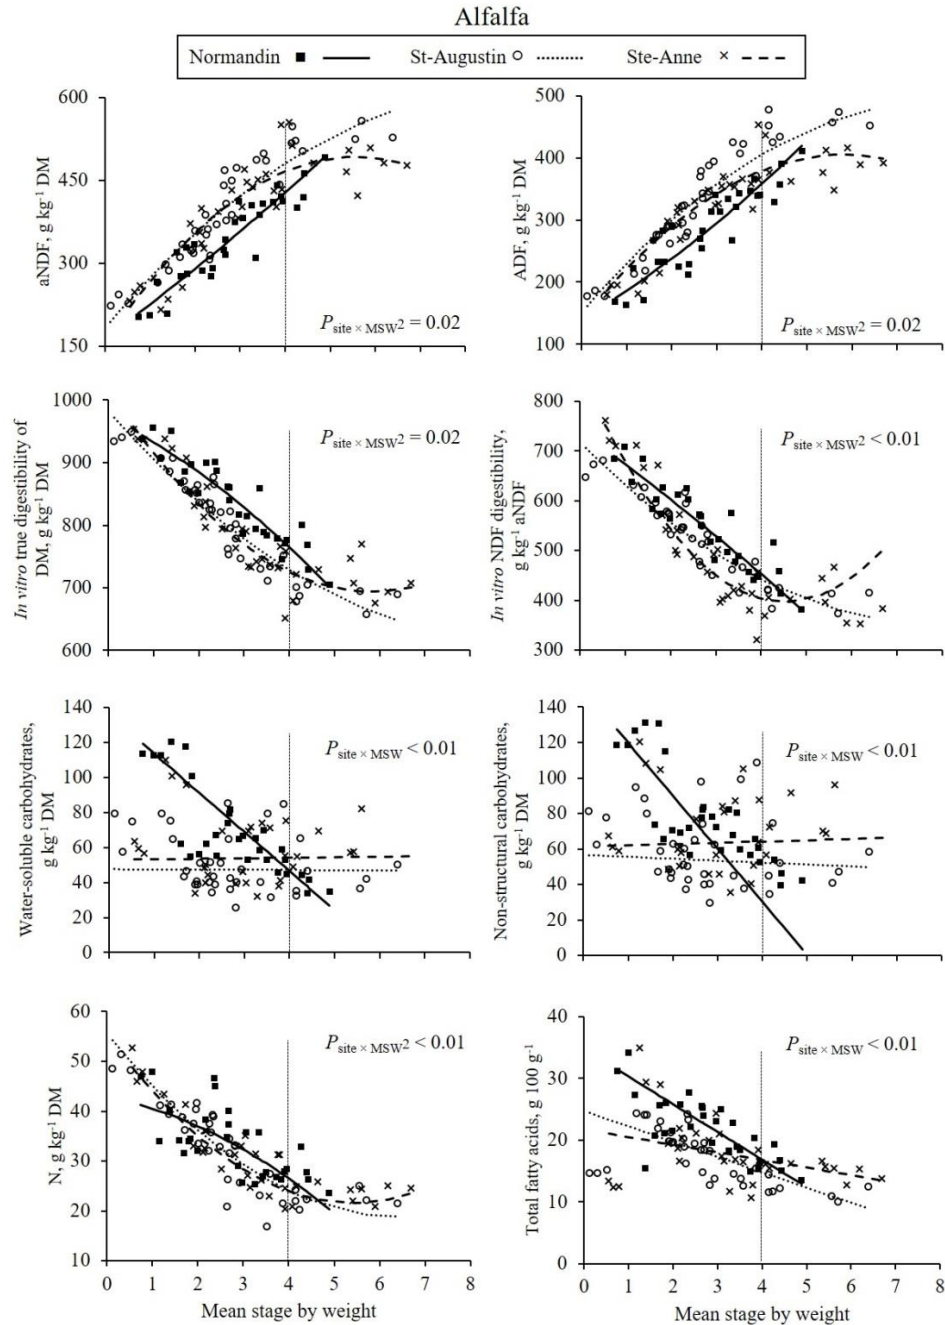 Alfalfa
Normandin St-Augustin Ste-Anne
600
450
300
150
aNDF, g kg⁻¹ DM
P site × MSW² = 0.02
500
400
300
200
100
ADF, g kg⁻¹ DM
P site × MSW² = 0.02
1000
900
800
700
600
In vitro true digestibility of
DM, g kg⁻¹ DM
P site × MSW² = 0.02
800
700
600
500
400
300
In vitro NDF digestibility,
g kg⁻¹ aNDF
P site × MSW² < 0.01
140
120
100
80
60
40
20
0
Water-soluble carbohydrates,
g kg⁻¹ DM
P site × MSW < 0.01
140
120
100
80
60
40
20
0
Non-structural carbohydrates,
g kg⁻¹ DM
P site × MSW < 0.01
60
50
40
30
20
10
N, g kg⁻¹ DM
P site × MSW² < 0.01
0 1 2 3 4 5 6 7 8
Mean stage by weight
40
30
20
10
0
Total fatty acids, g 100 g⁻¹
P site × MSW < 0.01
0 1 2 3 4 5 6 7 8
Mean stage by weight